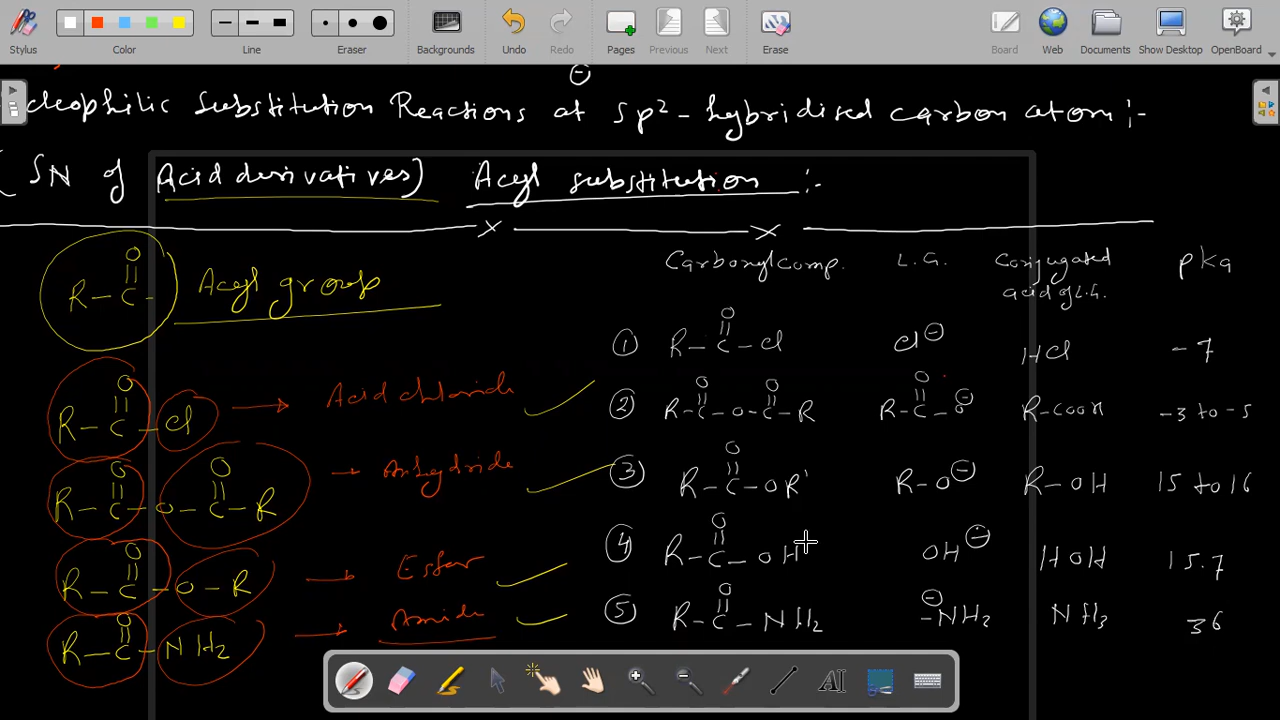 Stylus Color Line Eraser Backgrounds Undo Redo Pages Previous Next Erase Board Web Documents Show Desktop OpenBoard
cleophilic Substitution Reactions at sp²-hybridised carbon atom :-
( SN of Acid derivatives) Acyl substitution :-
R-C(=O)- Acyl group
R-C(=O)-Cl → Acid chloride
R-C(=O)-O-C(=O)-R → Anhydride
R-C(=O)-O-R → Ester
R-C(=O)-NH2 → Amide
Carbonyl comp. L.G. Conjugated acid of L.G. pka
① R-C(=O)-Cl Cl⊖ HCl -7
② R-C(=O)-O-C(=O)-R R-C(=O)-O⊖ R-COOH -3 to -5
③ R-C(=O)-OR' R-O⊖ R-OH 15 to 16
④ R-C(=O)-OH OH⊖ HOH 15.7
⑤ R-C(=O)-NH2 ⊖NH2 NH3 36